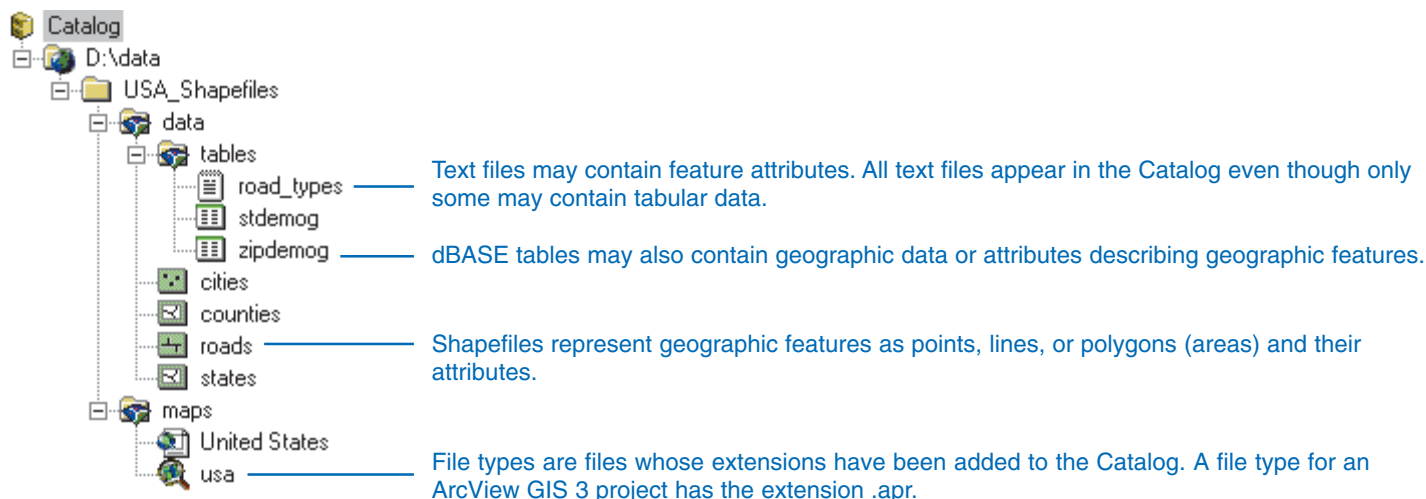 Catalog
D:\data
USA_Shapefiles
data
tables
road_types
Text files may contain feature attributes. All text files appear in the Catalog even though only
some may contain tabular data.
stdemog
zipdemog
dBASE tables may also contain geographic data or attributes describing geographic features.
cities
counties
roads
Shapefiles represent geographic features as points, lines, or polygons (areas) and their
attributes.
states
maps
United States
usa
File types are files whose extensions have been added to the Catalog. A file type for an
ArcView GIS 3 project has the extension .apr.